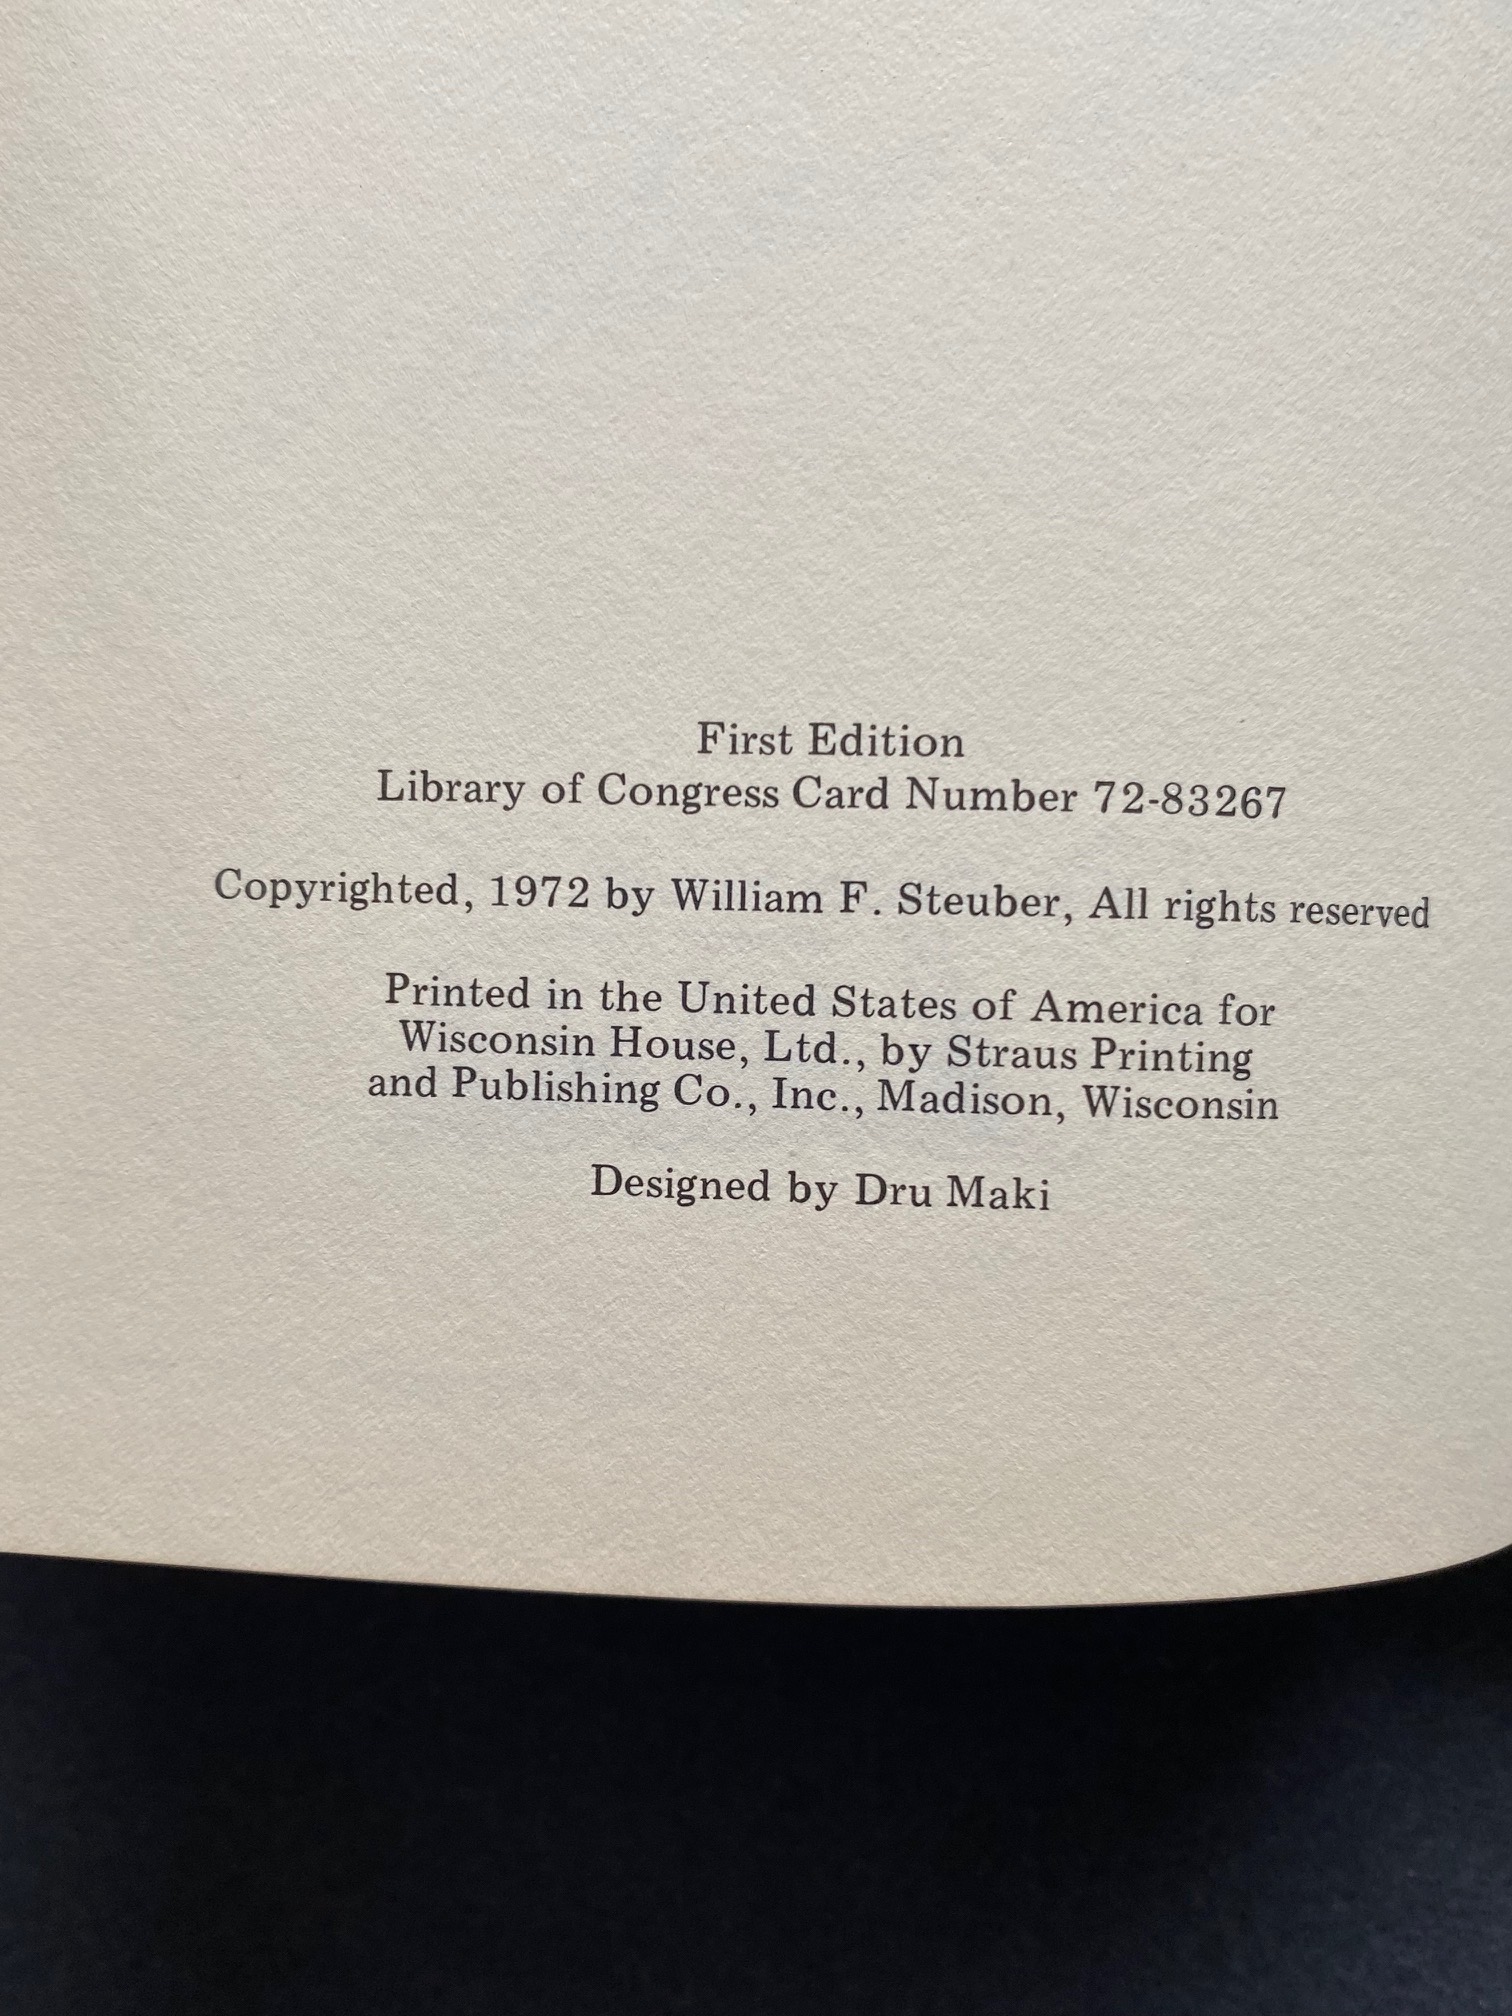 First Edition
Library of Congress Card Number 72-83267
Copyrighted, 1972 by William F. Steuber, All rights reserved
Printed in the United States of America for
Wisconsin House, Ltd., by Straus Printing
and Publishing Co., Inc., Madison, Wisconsin
Designed by Dru Maki